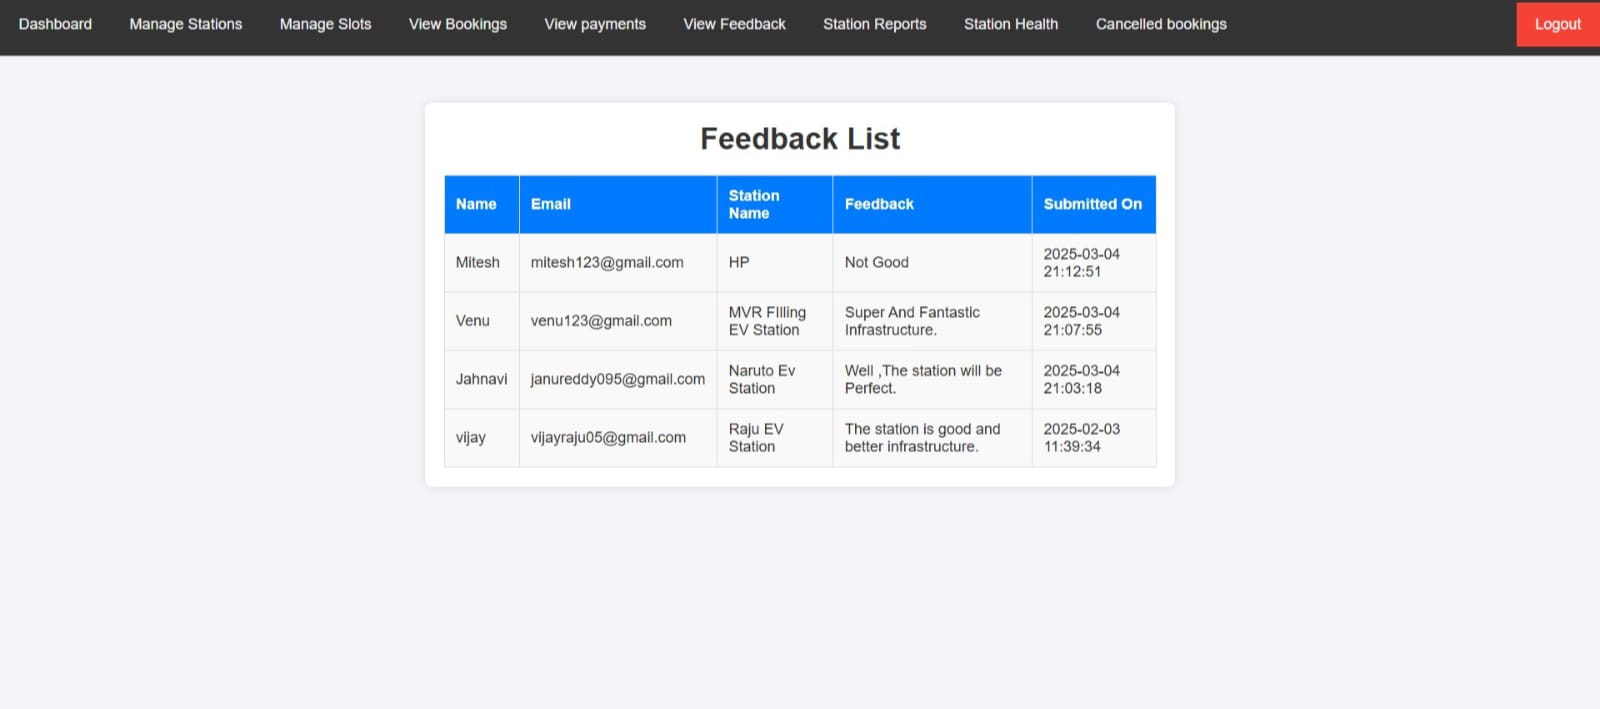 Dashboard Manage Stations Manage Slots View Bookings View payments View Feedback Station Reports Station Health Cancelled bookings Logout
Feedback List
Name Email Station Name Feedback Submitted On
Mitesh mitesh123@gmail.com HP Not Good 2025-03-04 21:12:51
Venu venu123@gmail.com MVR FIlling EV Station Super And Fantastic Infrastructure. 2025-03-04 21:07:55
Jahnavi janureddy095@gmail.com Naruto Ev Station Well ,The station will be Perfect. 2025-03-04 21:03:18
vijay vijayraju05@gmail.com Raju EV Station The station is good and better infrastructure. 2025-02-03 11:39:34